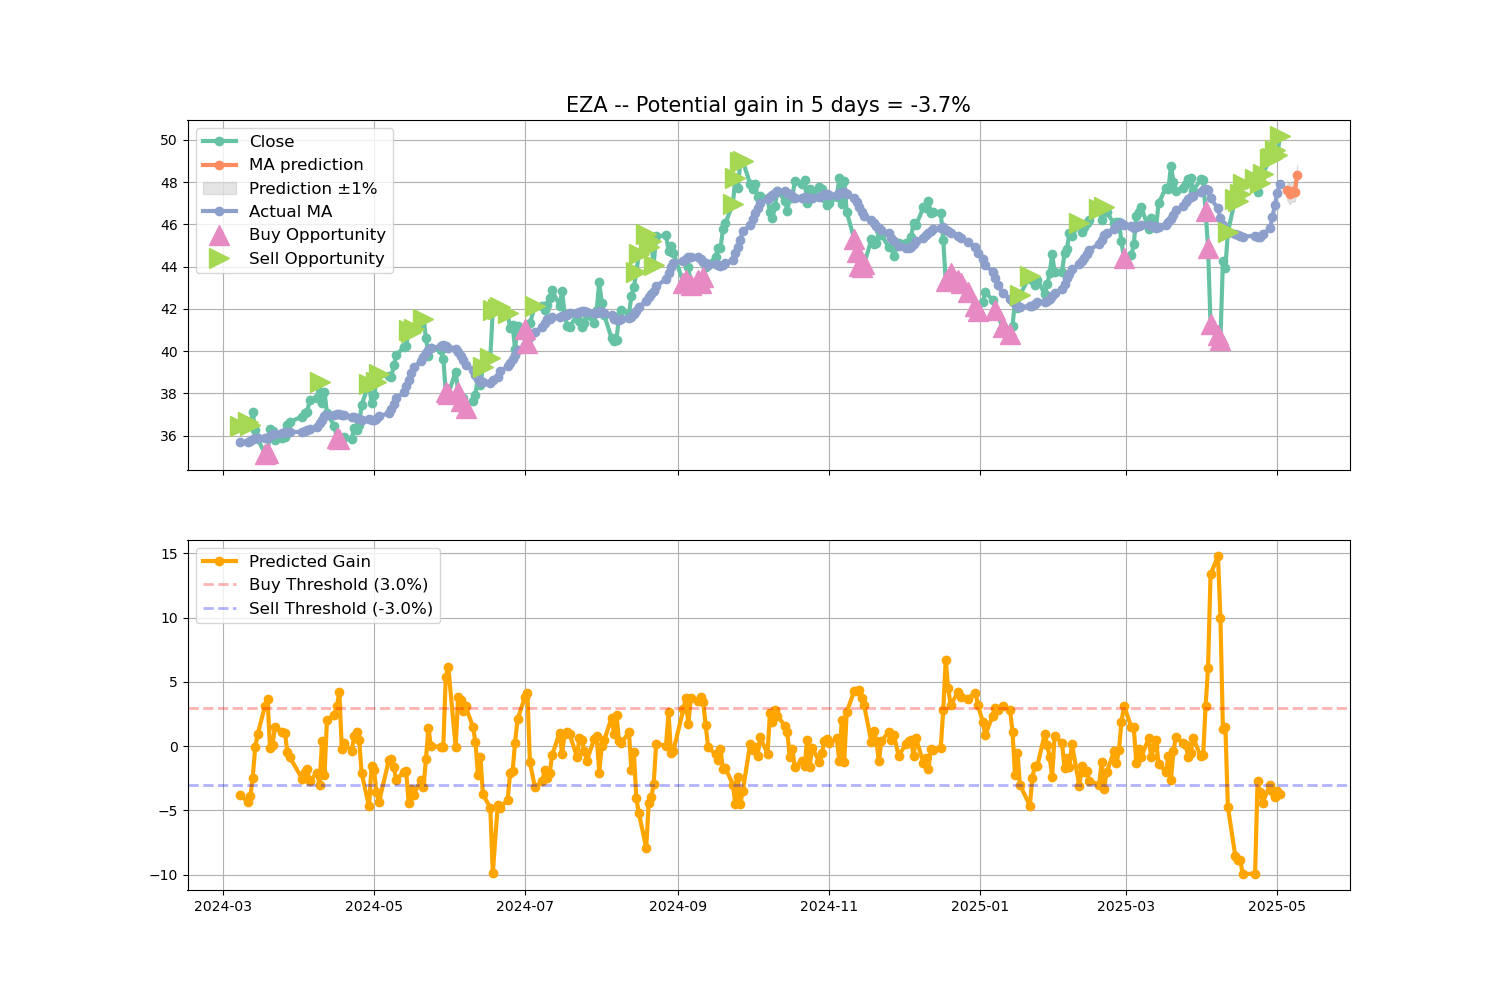 EZA -- Potential gain in 5 days = -3.7%
50
48
46
44
42
40
38
36
Close
MA prediction
Prediction ±1%
Actual MA
Buy Opportunity
Sell Opportunity
15
10
5
0
−5
−10
Predicted Gain
Buy Threshold (3.0%)
Sell Threshold (-3.0%)
2024-03
2024-05
2024-07
2024-09
2024-11
2025-01
2025-03
2025-05